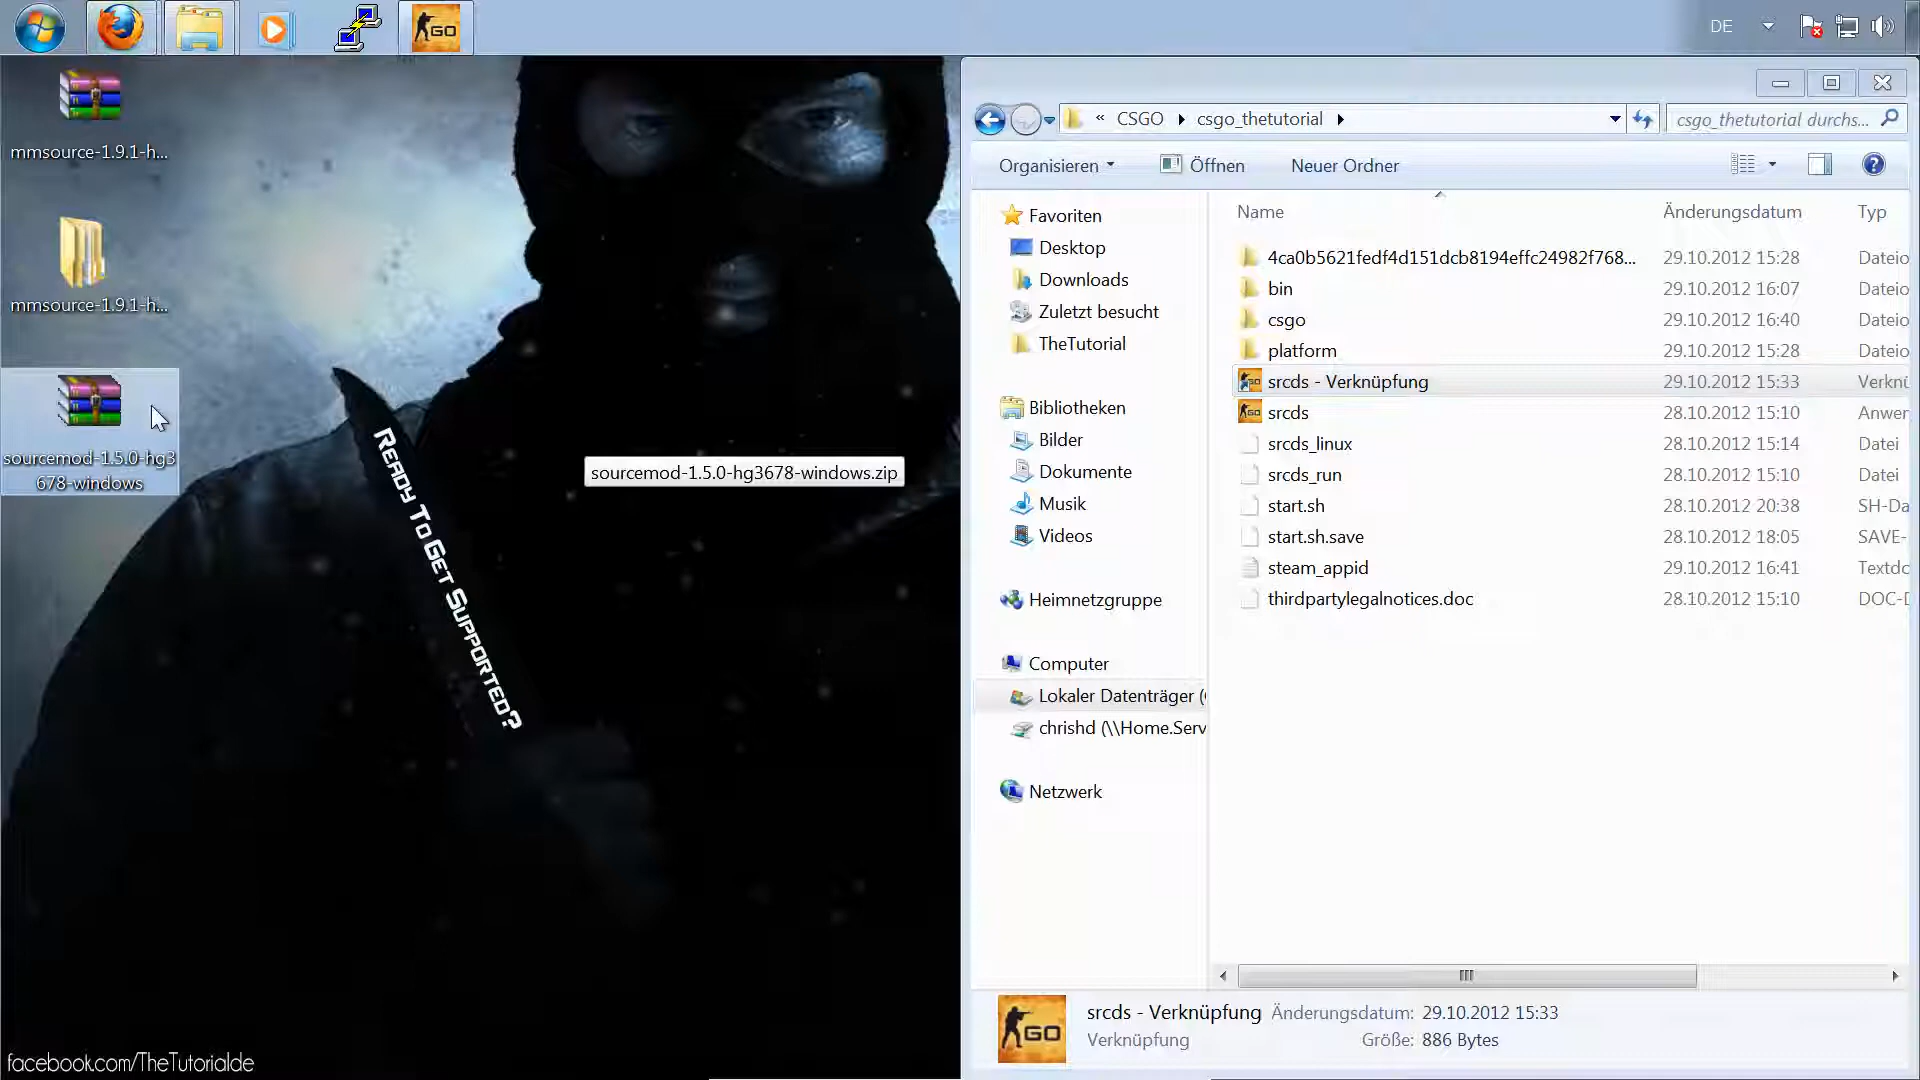 DE
mmsource-1.9.1-h...
mmsource-1.9.1-h...
sourcemod-1.5.0-hg3
678-windows
READY TO GET SUPPORTED?
sourcemod-1.5.0-hg3678-windows.zip
facebook.com/TheTutorialde
« CSGO csgo_thetutorial
csgo_thetutorial durchs...
Organisieren Öffnen Neuer Ordner
Favoriten
Desktop
Downloads
Zuletzt besucht
TheTutorial
Bibliotheken
Bilder
Dokumente
Musik
Videos
Heimnetzgruppe
Computer
Lokaler Datenträger (
chrishd (\\Home.Serv
Netzwerk
Name Änderungsdatum Typ
4ca0b5621fedf4d151dcb8194effc24982f768... 29.10.2012 15:28 Dateio
bin 29.10.2012 16:07 Dateio
csgo 29.10.2012 16:40 Dateio
platform 29.10.2012 15:28 Dateio
srcds - Verknüpfung 29.10.2012 15:33 Verknü
srcds 28.10.2012 15:10 Anwer
srcds_linux 28.10.2012 15:14 Datei
srcds_run 28.10.2012 15:10 Datei
start.sh 28.10.2012 20:38 SH-Da
start.sh.save 28.10.2012 18:05 SAVE-
steam_appid 29.10.2012 16:41 Textdc
thirdpartylegalnotices.doc 28.10.2012 15:10 DOC-D
GO
srcds - Verknüpfung Änderungsdatum: 29.10.2012 15:33
Verknüpfung Größe: 886 Bytes